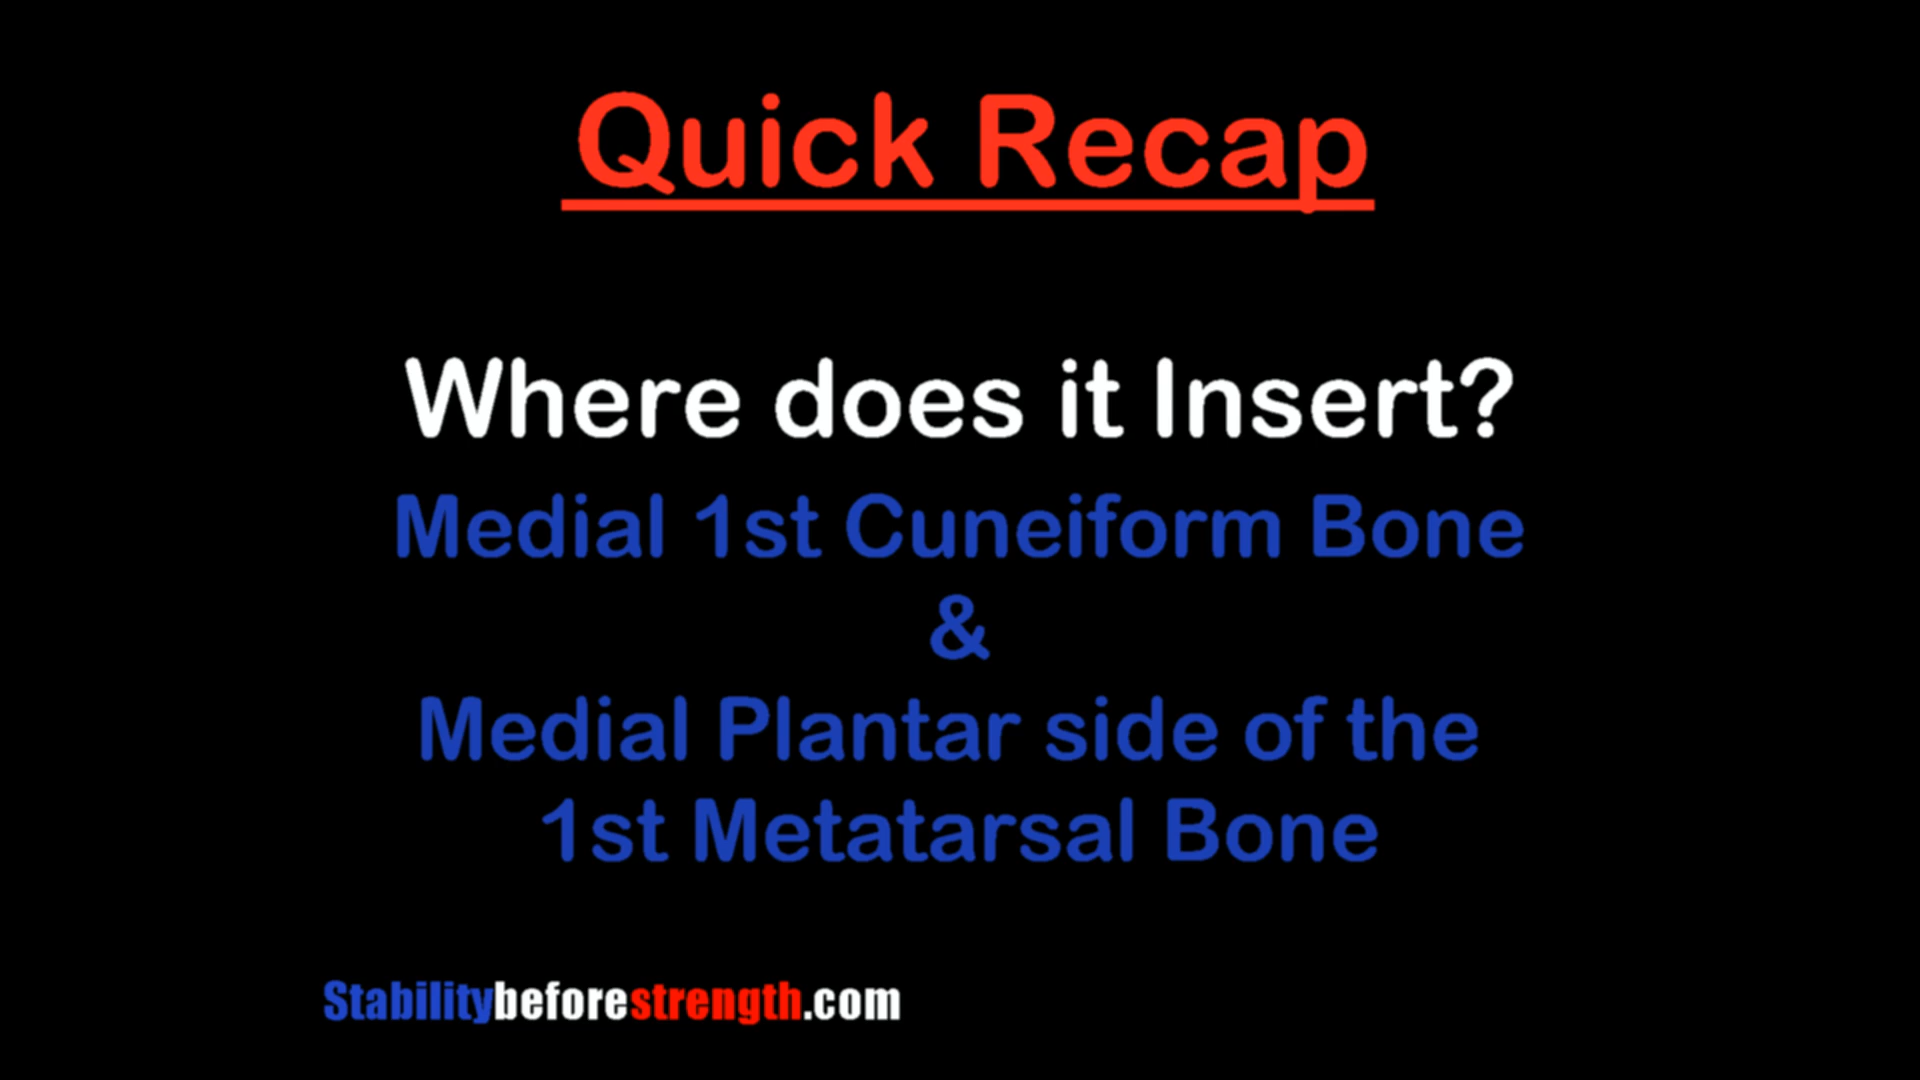 Quick Recap
Where does it Insert?
Medial 1st Cuneiform Bone
&
Medial Plantar side of the
1st Metatarsal Bone
Stabilitybeforestrength.com